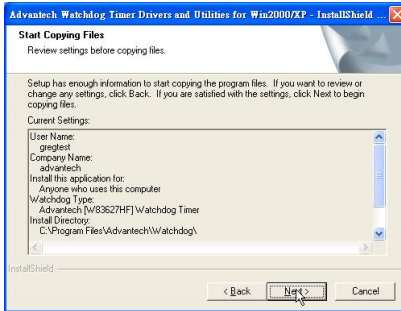 Advantech Watchdog Timer Drivers and Utilities for Win2000/XP - InstallShield ...
Start Copying Files
Review settings before copying files.
Setup has enough information to start copying the program files. If you want to review or
change any settings, click Back. If you are satisfied with the settings, click Next to begin
copying files.
Current Settings:
User Name:
gregtest
Company Name:
advantech
Install this application for:
Anyone who uses this computer
Watchdog Type:
Advantech [W83627HF] Watchdog Timer
Install Directory:
C:\Program Files\Advantech\Watchdog\
InstallShield
< Back
Next >
Cancel